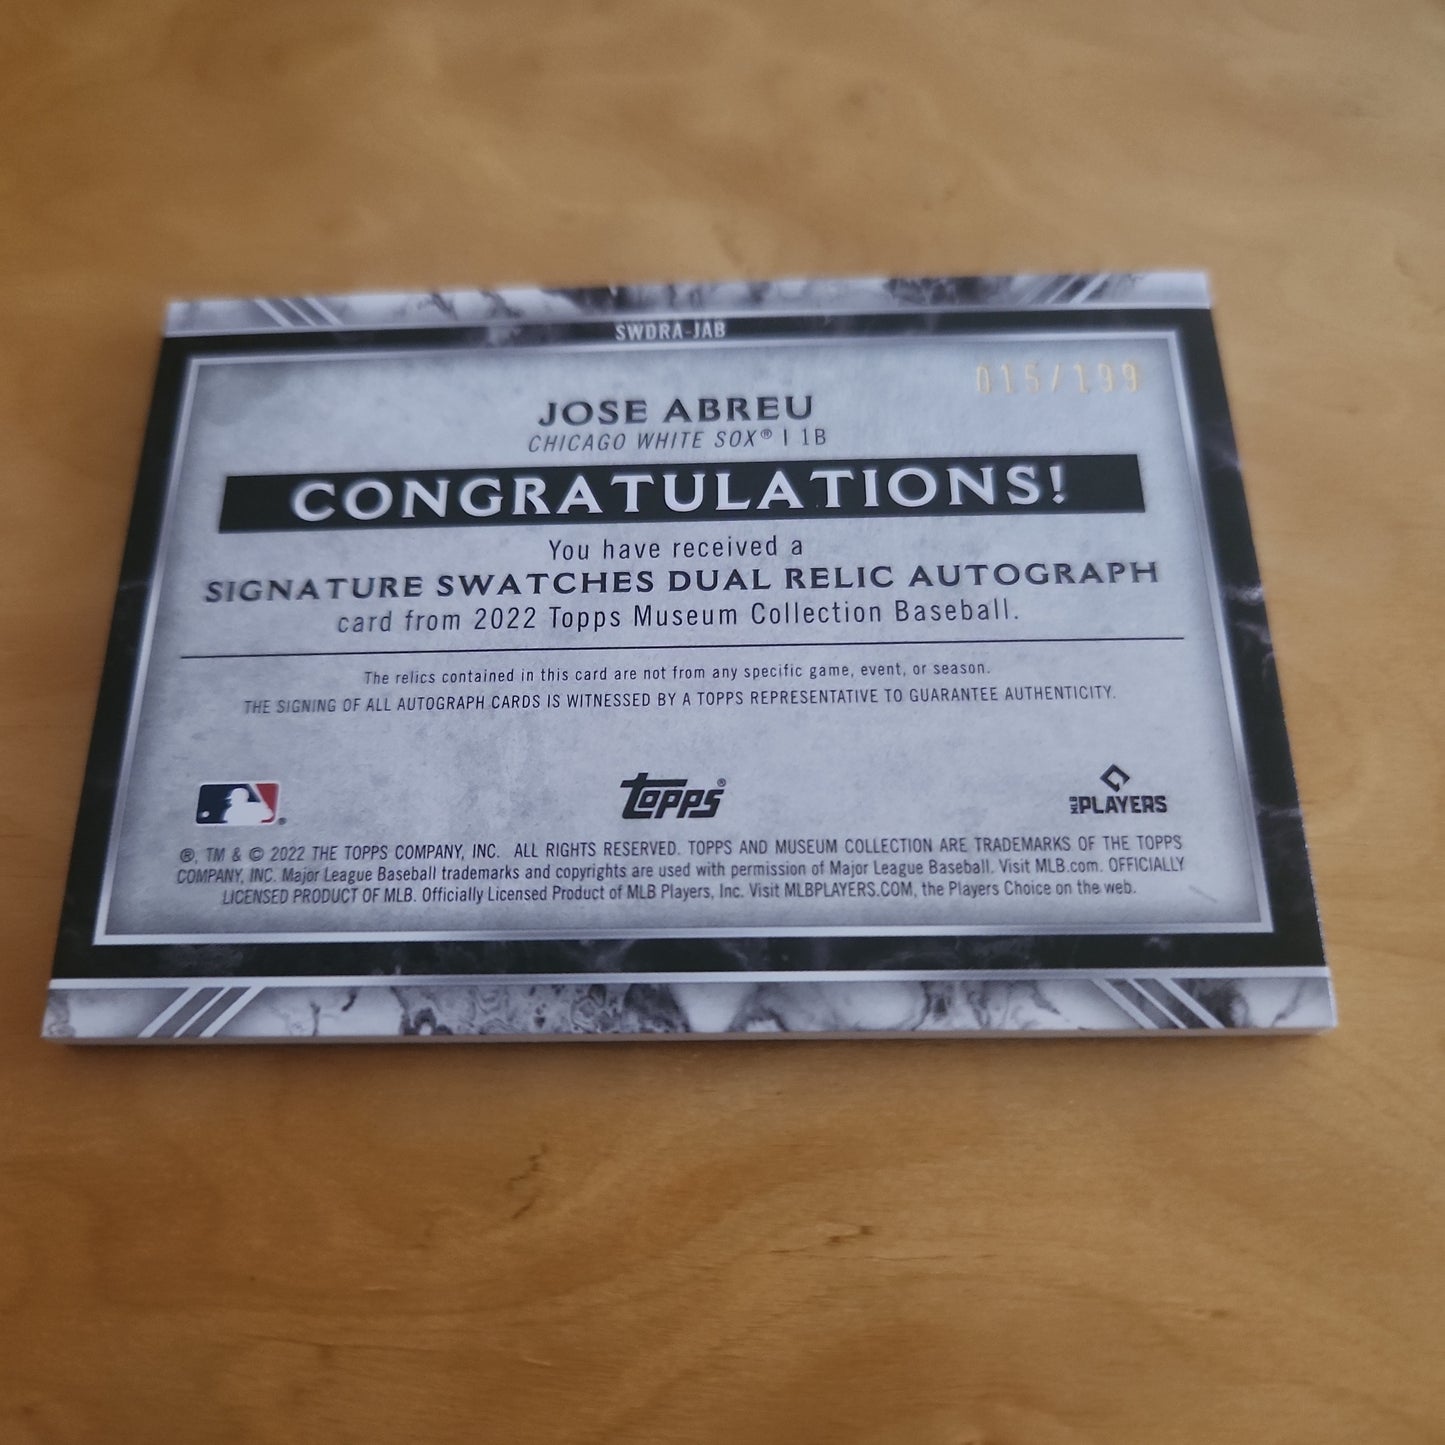 SWDRA-JAB
015/199
JOSE ABREU
CHICAGO WHITE SOX® | 1B
CONGRATULATIONS!
You have received a
SIGNATURE SWATCHES DUAL RELIC AUTOGRAPH
card from 2022 Topps Museum Collection Baseball.
The relics contained in this card are not from any specific game, event, or season.
THE SIGNING OF ALL AUTOGRAPH CARDS IS WITNESSED BY A TOPPS REPRESENTATIVE TO GUARANTEE AUTHENTICITY.
®
Topps®
MLB PLAYERS
®, TM & © 2022 THE TOPPS COMPANY, INC. ALL RIGHTS RESERVED. TOPPS AND MUSEUM COLLECTION ARE TRADEMARKS OF THE TOPPS
COMPANY, INC. Major League Baseball trademarks and copyrights are used with permission of Major League Baseball. Visit MLB.com. OFFICIALLY
LICENSED PRODUCT OF MLB. Officially Licensed Product of MLB Players, Inc. Visit MLBPLAYERS.COM, the Players Choice on the web.